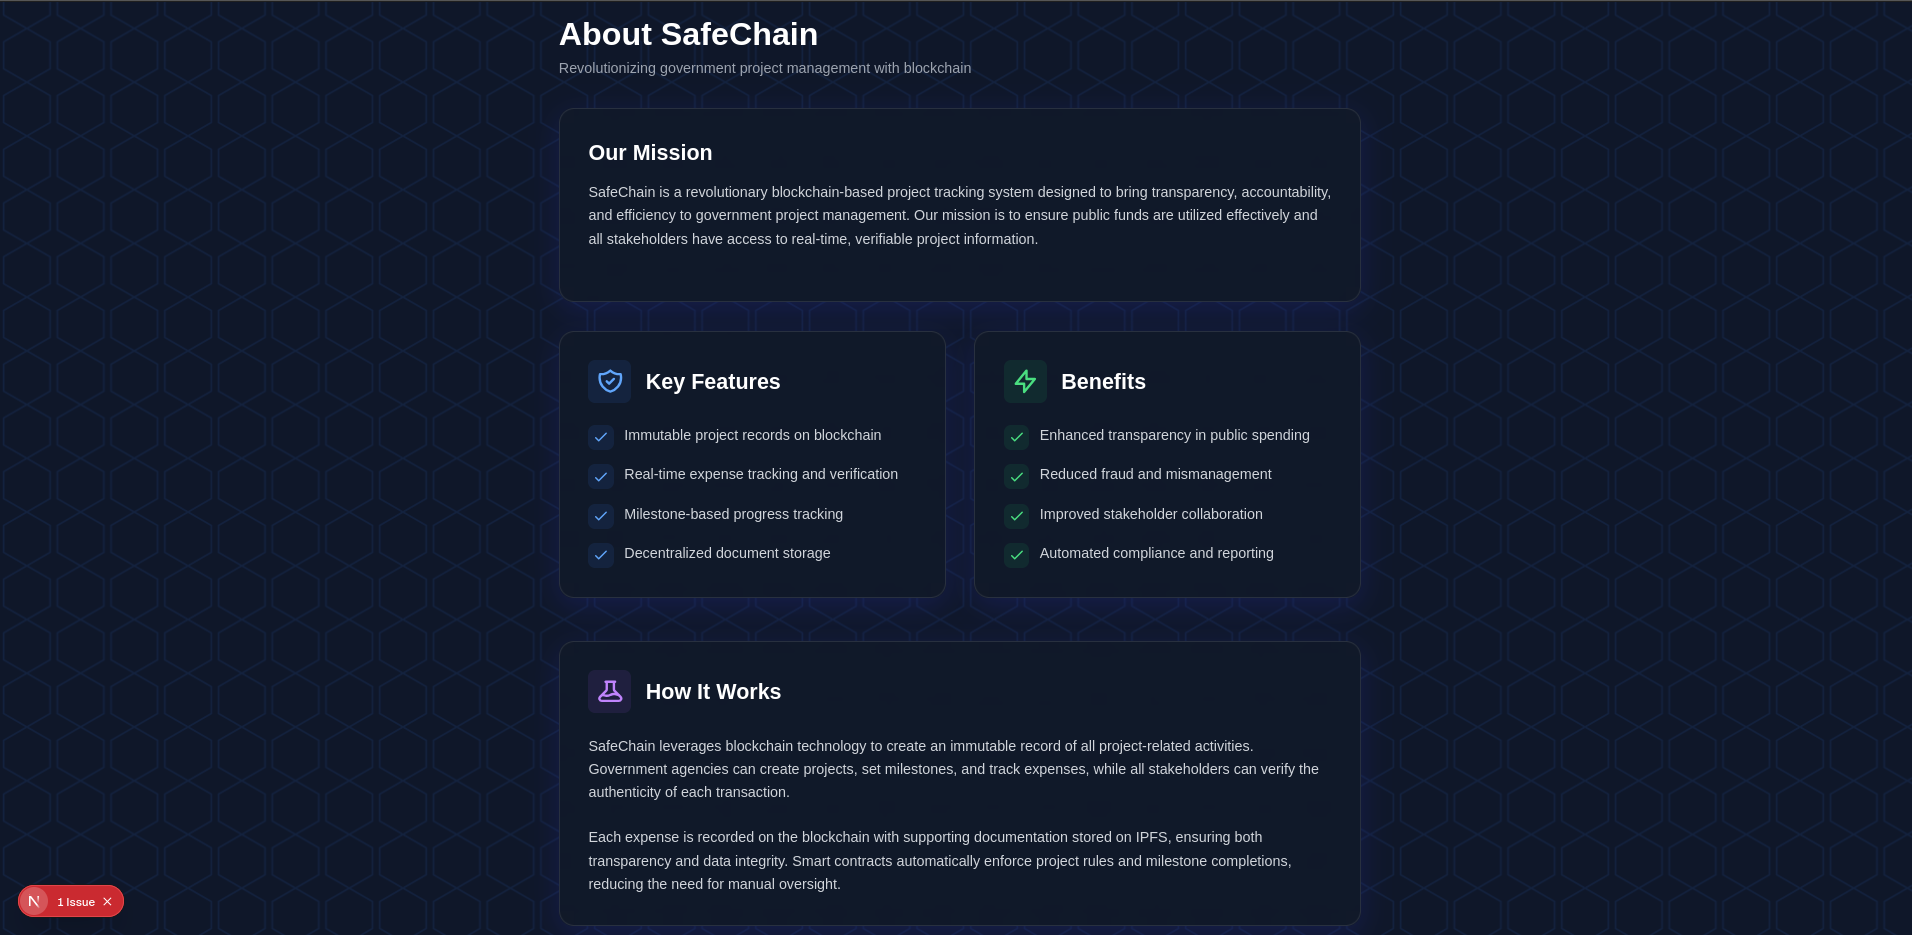 About SafeChain
Revolutionizing government project management with blockchain
Our Mission
SafeChain is a revolutionary blockchain-based project tracking system designed to bring transparency, accountability,
and efficiency to government project management. Our mission is to ensure public funds are utilized effectively and
all stakeholders have access to real-time, verifiable project information.
Key Features
Immutable project records on blockchain
Real-time expense tracking and verification
Milestone-based progress tracking
Decentralized document storage
Benefits
Enhanced transparency in public spending
Reduced fraud and mismanagement
Improved stakeholder collaboration
Automated compliance and reporting
How It Works
SafeChain leverages blockchain technology to create an immutable record of all project-related activities.
Government agencies can create projects, set milestones, and track expenses, while all stakeholders can verify the
authenticity of each transaction.
Each expense is recorded on the blockchain with supporting documentation stored on IPFS, ensuring both
transparency and data integrity. Smart contracts automatically enforce project rules and milestone completions,
reducing the need for manual oversight.
N 1 Issue